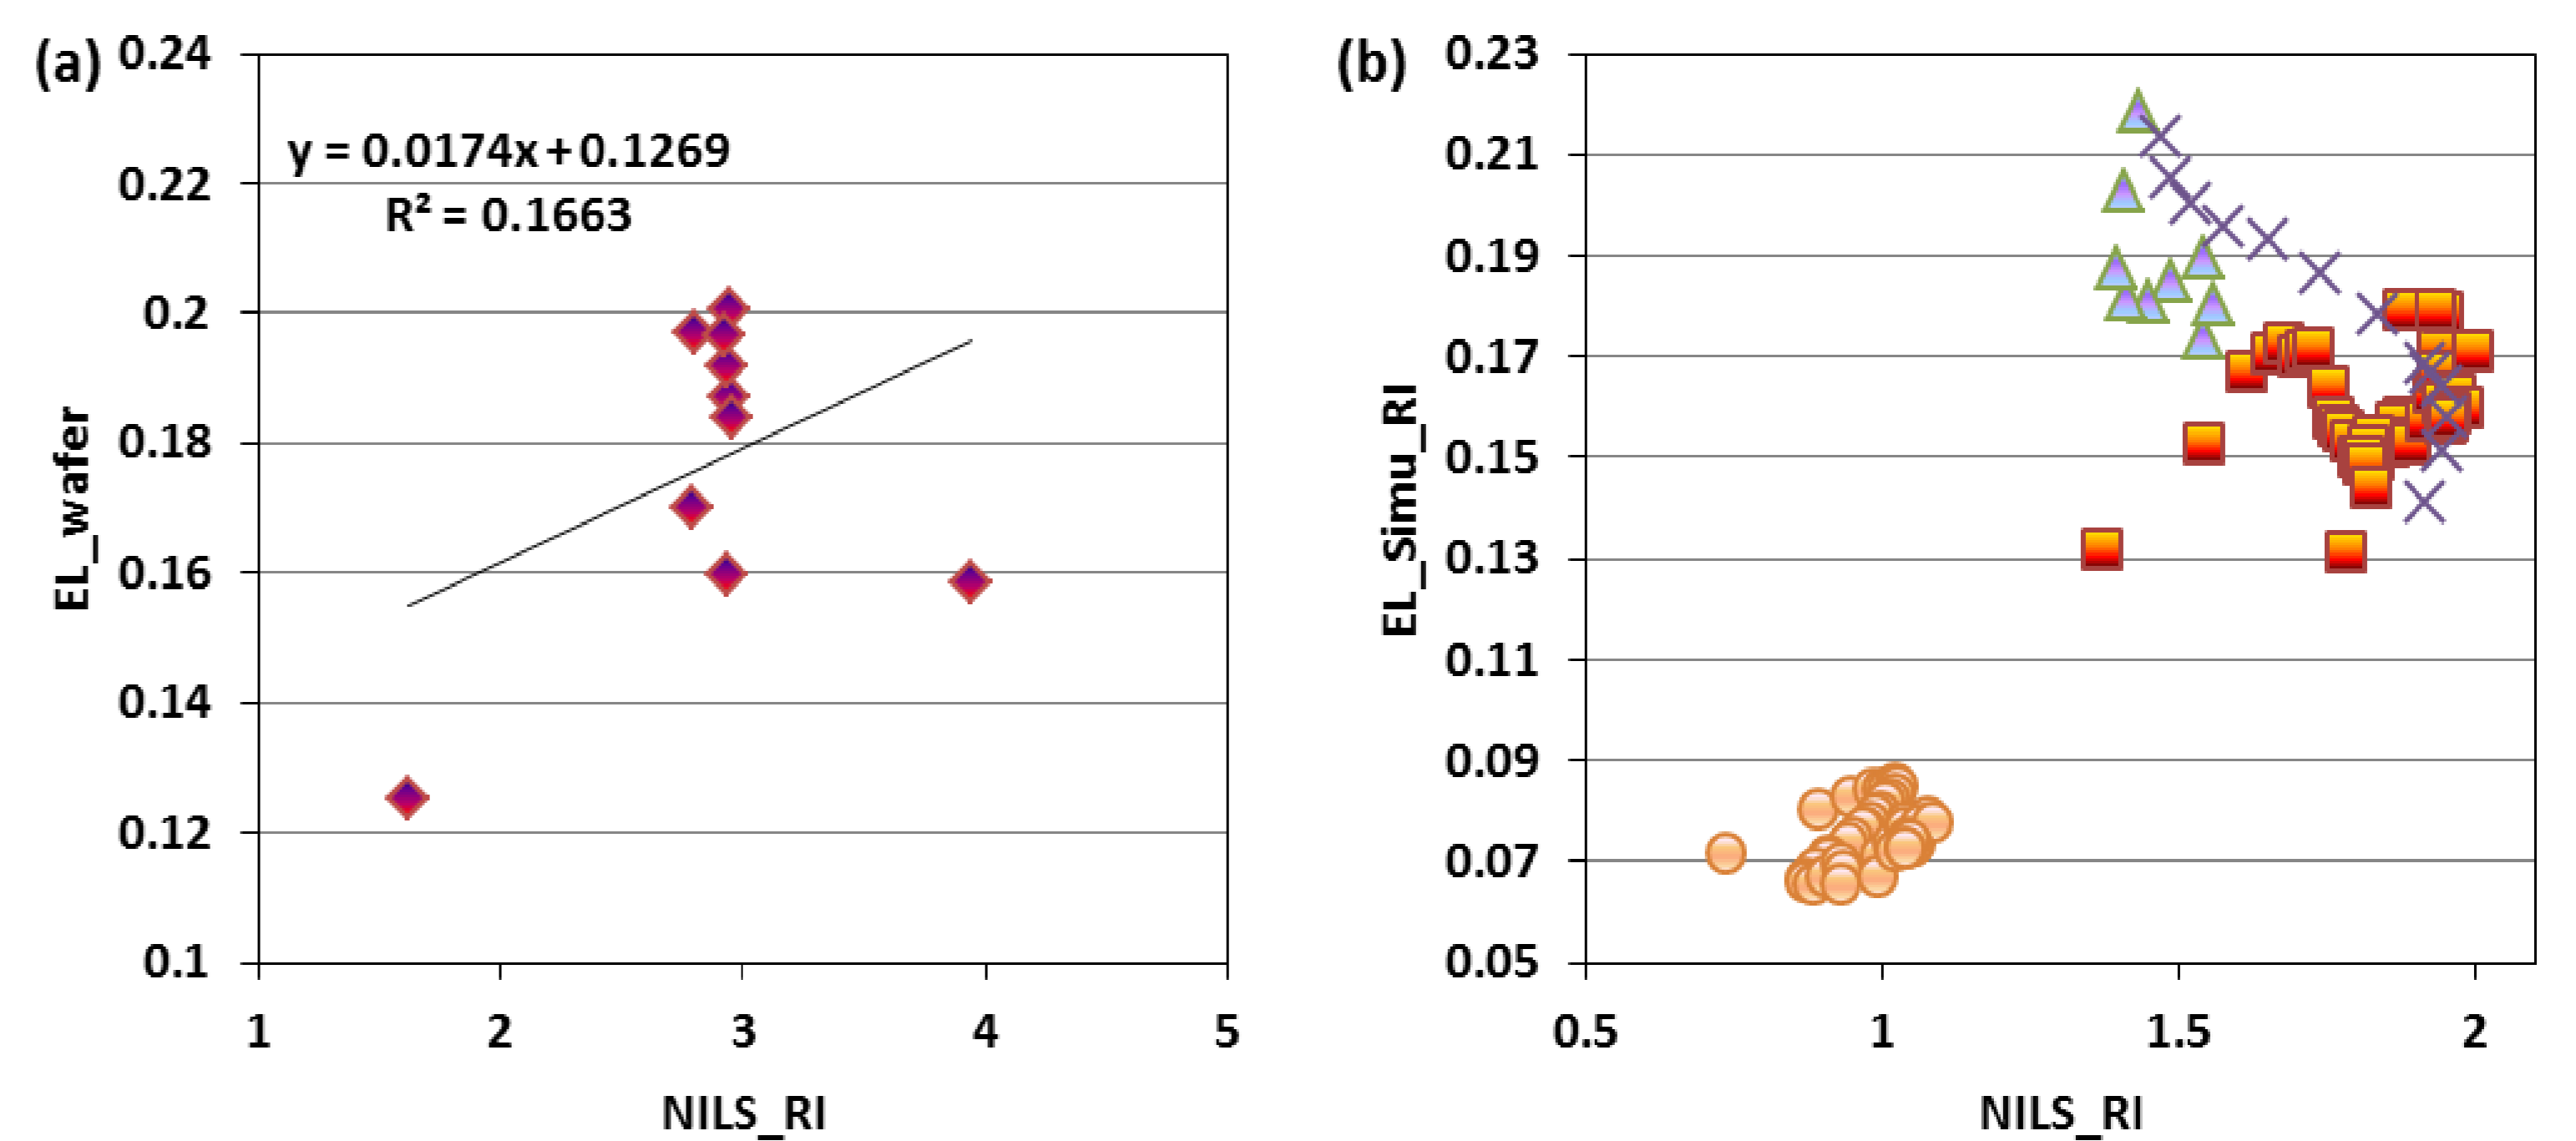 (a)
0.24
0.22
0.2
0.18
0.16
0.14
0.12
0.1
EL_wafer
y = 0.0174x + 0.1269
R² = 0.1663
1 2 3 4 5
NILS_RI
(b)
0.23
0.21
0.19
0.17
0.15
0.13
0.11
0.09
0.07
0.05
EL_Simu_RI
0.5 1 1.5 2
NILS_RI